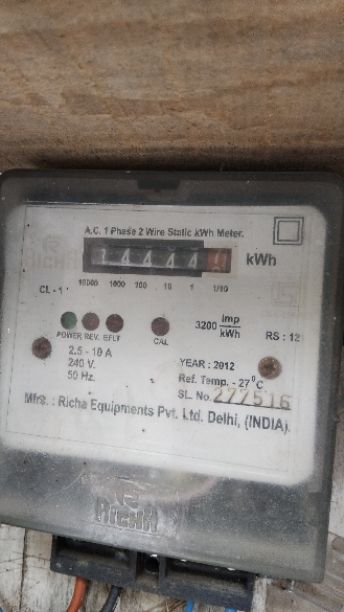 A.C. 1 Phase 2 Wire Static kWh Meter.
14444 kWh
10000 1000 100 10 1 1/10
CL - 1
3200 imp/kWh
RS : 12
POWER REV. E/FLT CAL
2.5 - 10 A
240 V.
50 Hz.
YEAR : 2012
Ref. Temp. - 27°C
SL. No. 277516
Mfrs. : Richa Equipments Pvt. Ltd. Delhi, (INDIA).
RICHA